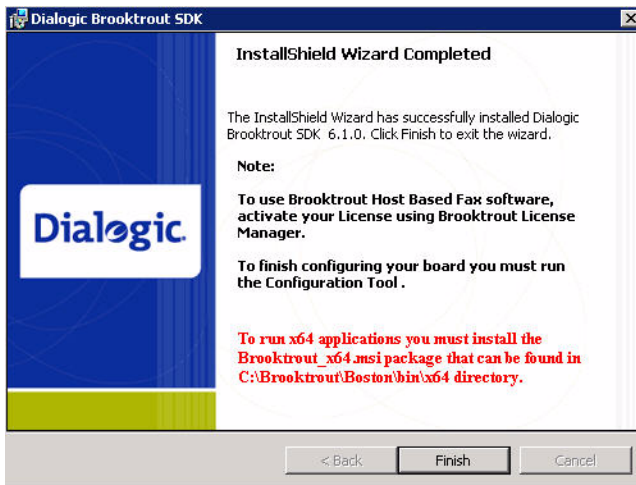 Dialogic Brooktrout SDK
InstallShield Wizard Completed
The InstallShield Wizard has successfully installed Dialogic
Brooktrout SDK 6.1.0. Click Finish to exit the wizard.
Note:
To use Brooktrout Host Based Fax software,
activate your License using Brooktrout License
Manager.
To finish configuring your board you must run
the Configuration Tool .
Dialogic.
To run x64 applications you must install the
Brooktrout_x64.msi package that can be found in
C:\Brooktrout\Boston\bin\x64 directory.
< Back
Finish
Cancel